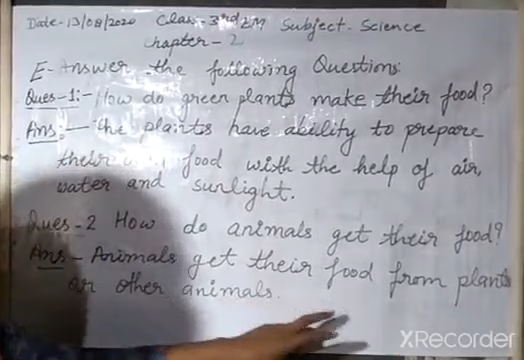 Date-13/08/2020 Class-3rd EM Subject-Science
Chapter-2
E-Answer the following Questions:
Ques-1:- How do green plants make their food?
Ans:- The plants have ability to prepare
their own food with the help of air,
water and sunlight.
Ques-2 How do animals get their food?
Ans- Animals get their food from plants
or other animals.
XRecorder